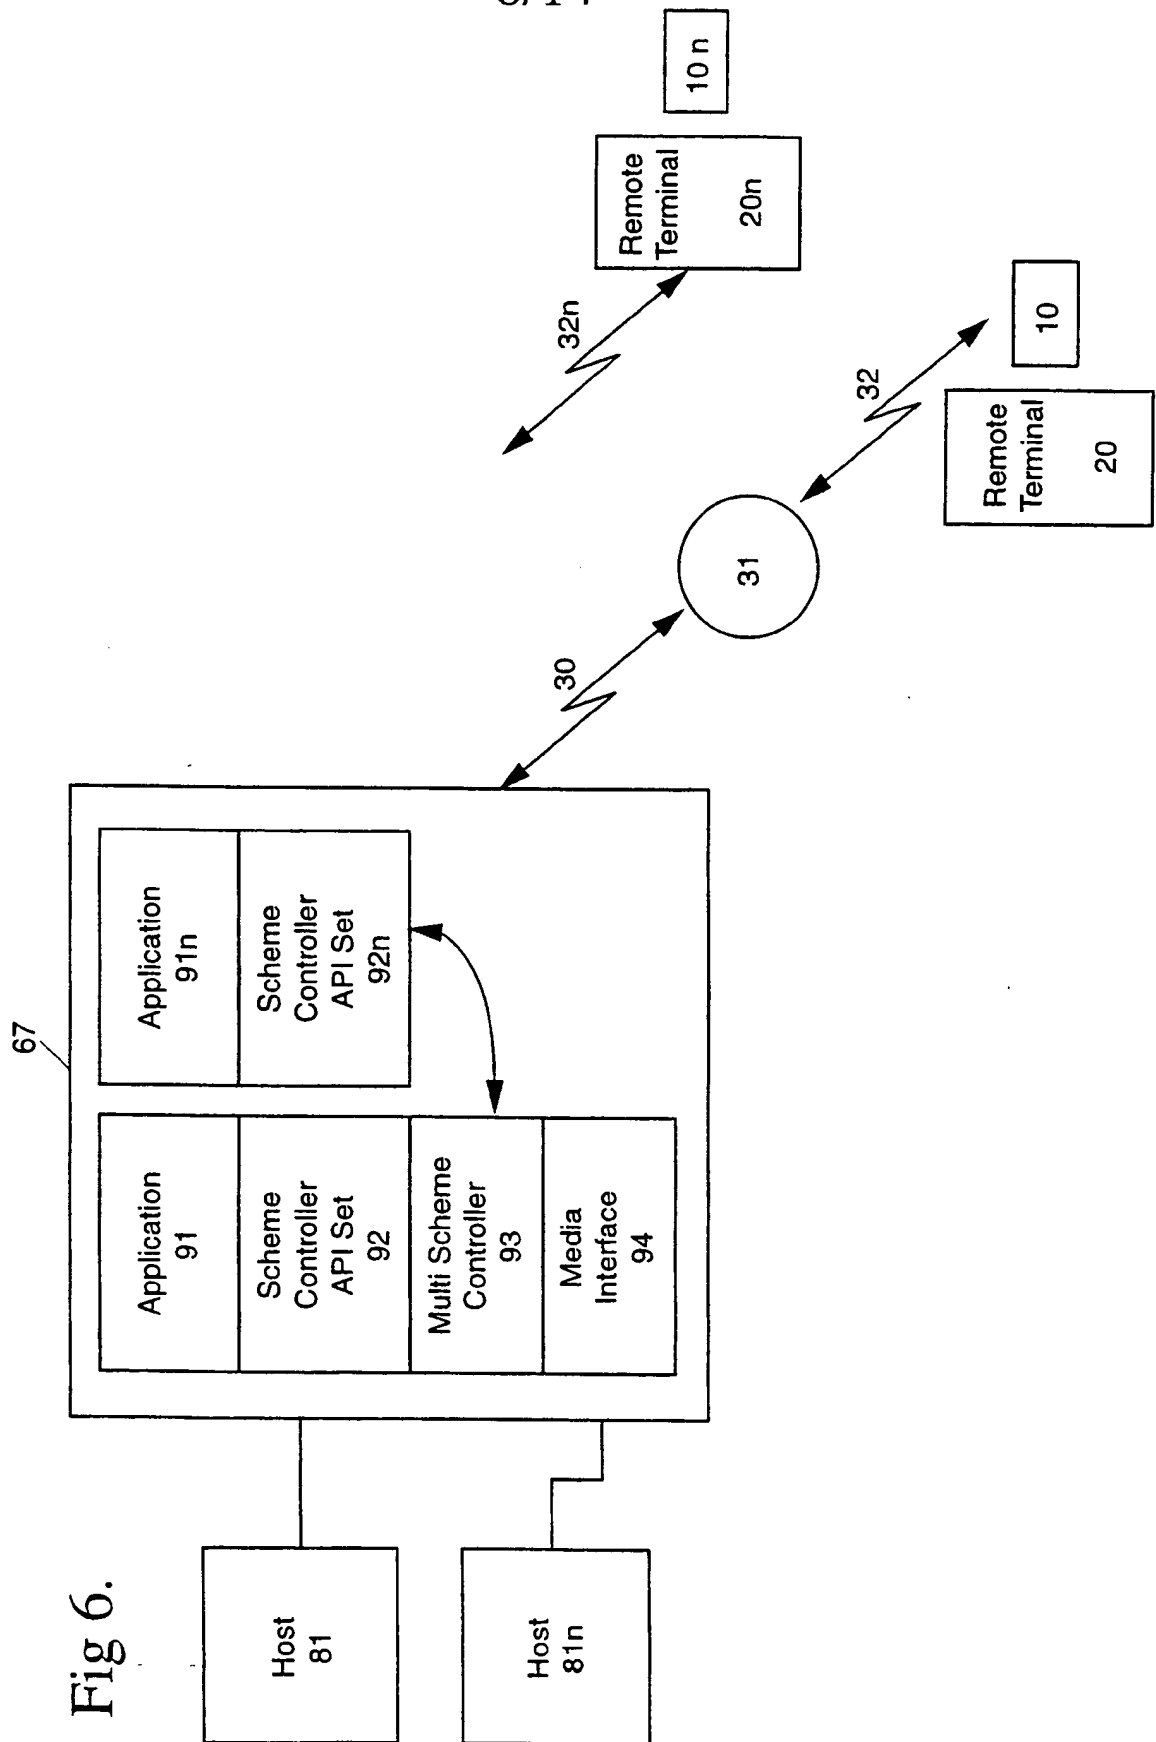 Fig 6.
67
Host
81
Host
81n
Application
91
Scheme
Controller
API Set
92
Multi Scheme
Controller
93
Media
Interface
94
Application
91n
Scheme
Controller
API Set
92n
30
31
32
32n
Remote
Terminal
20
10
Remote
Terminal
20n
10 n